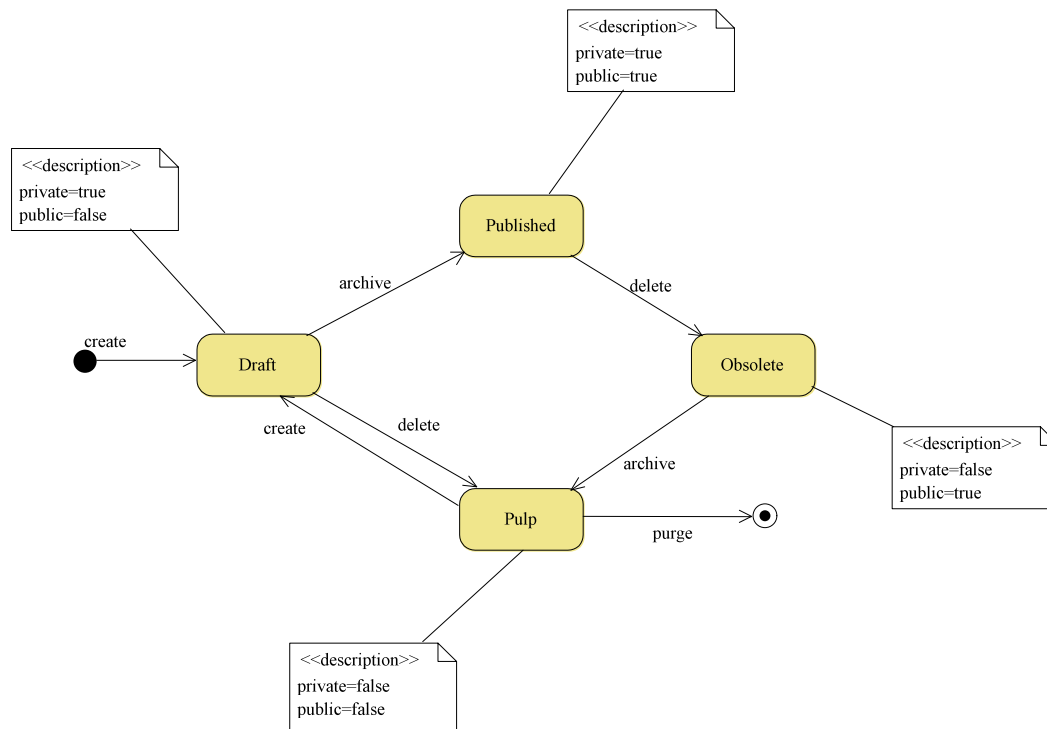 <<description>>
private=true
public=true
<<description>>
private=true
public=false
Published
archive
delete
create
Draft
Obsolete
create
delete
archive
<<description>>
private=false
public=true
Pulp
purge
<<description>>
private=false
public=false